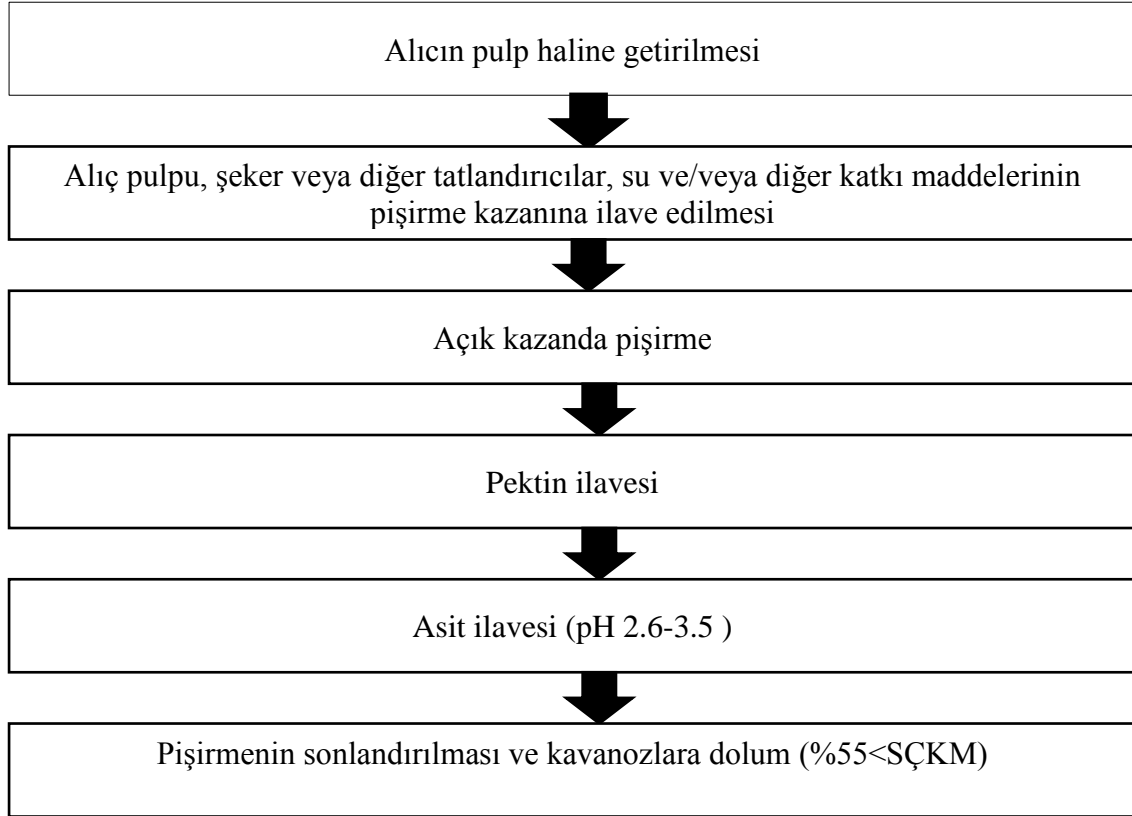 Alıcın pulp haline getirilmesi
Alıç pulpu, şeker veya diğer tatlandırıcılar, su ve/veya diğer katkı maddelerinin
pişirme kazanına ilave edilmesi
Açık kazanda pişirme
Pektin ilavesi
Asit ilavesi (pH 2.6-3.5 )
Pişirmenin sonlandırılması ve kavanozlara dolum (%55<SÇKM)